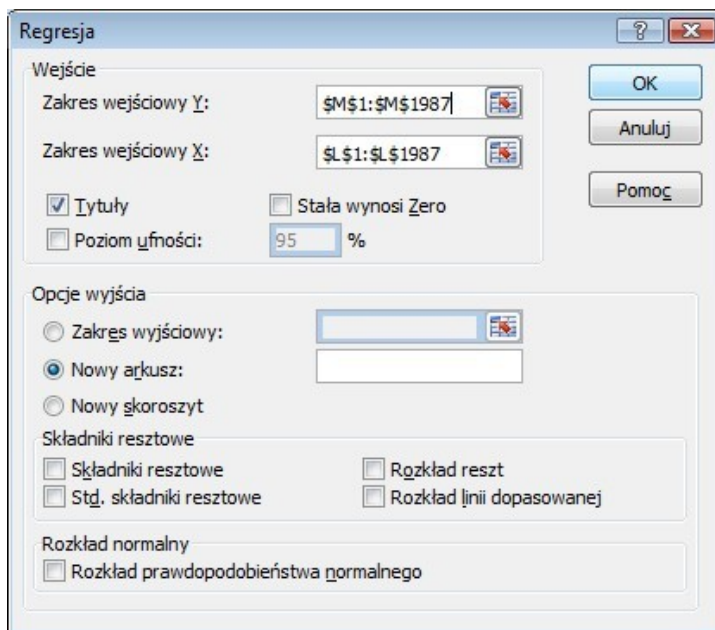 Regresja
Wejście
Zakres wejściowy Y: $M$1:$M$1987
Zakres wejściowy X: $L$1:$L$1987
Tytuły Stała wynosi Zero
Poziom ufności: 95 %
OK
Anuluj
Pomoc
Opcje wyjścia
Zakres wyjściowy:
Nowy arkusz:
Nowy skoroszyt
Składniki resztowe
Składniki resztowe Rozkład reszt
Std. składniki resztowe Rozkład linii dopasowanej
Rozkład normalny
Rozkład prawdopodobieństwa normalnego